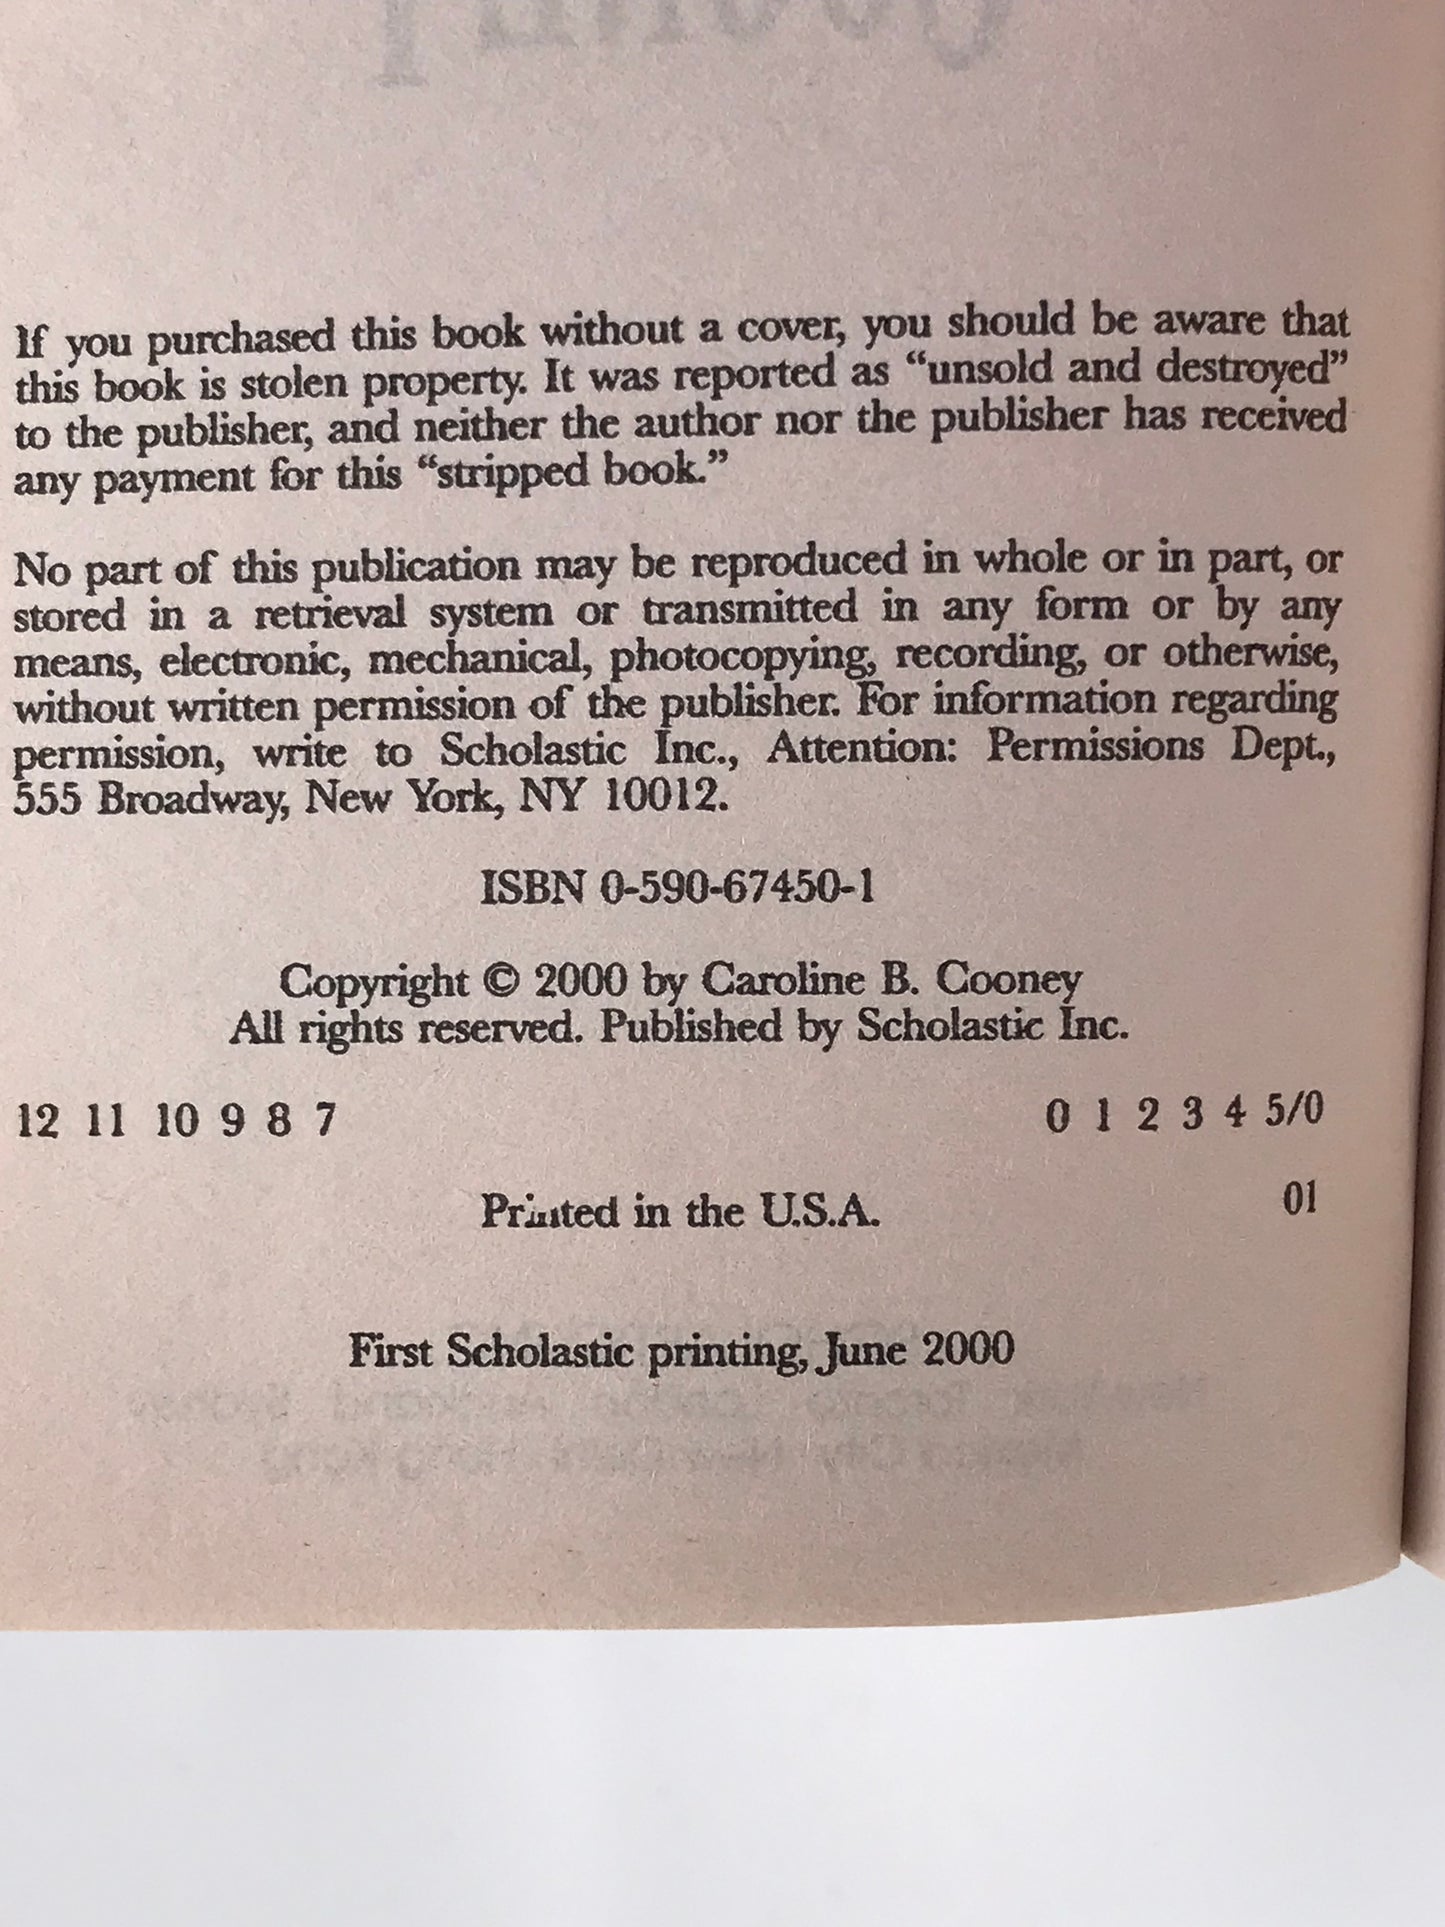 If you purchased this book without a cover, you should be aware that
this book is stolen property. It was reported as “unsold and destroyed”
to the publisher, and neither the author nor the publisher has received
any payment for this “stripped book.”
No part of this publication may be reproduced in whole or in part, or
stored in a retrieval system or transmitted in any form or by any
means, electronic, mechanical, photocopying, recording, or otherwise,
without written permission of the publisher. For information regarding
permission, write to Scholastic Inc., Attention: Permissions Dept.,
555 Broadway, New York, NY 10012.
ISBN 0-590-67450-1
Copyright © 2000 by Caroline B. Cooney
All rights reserved. Published by Scholastic Inc.
12 11 10 9 8 7 0 1 2 3 4 5/0
Printed in the U.S.A. 01
First Scholastic printing, June 2000